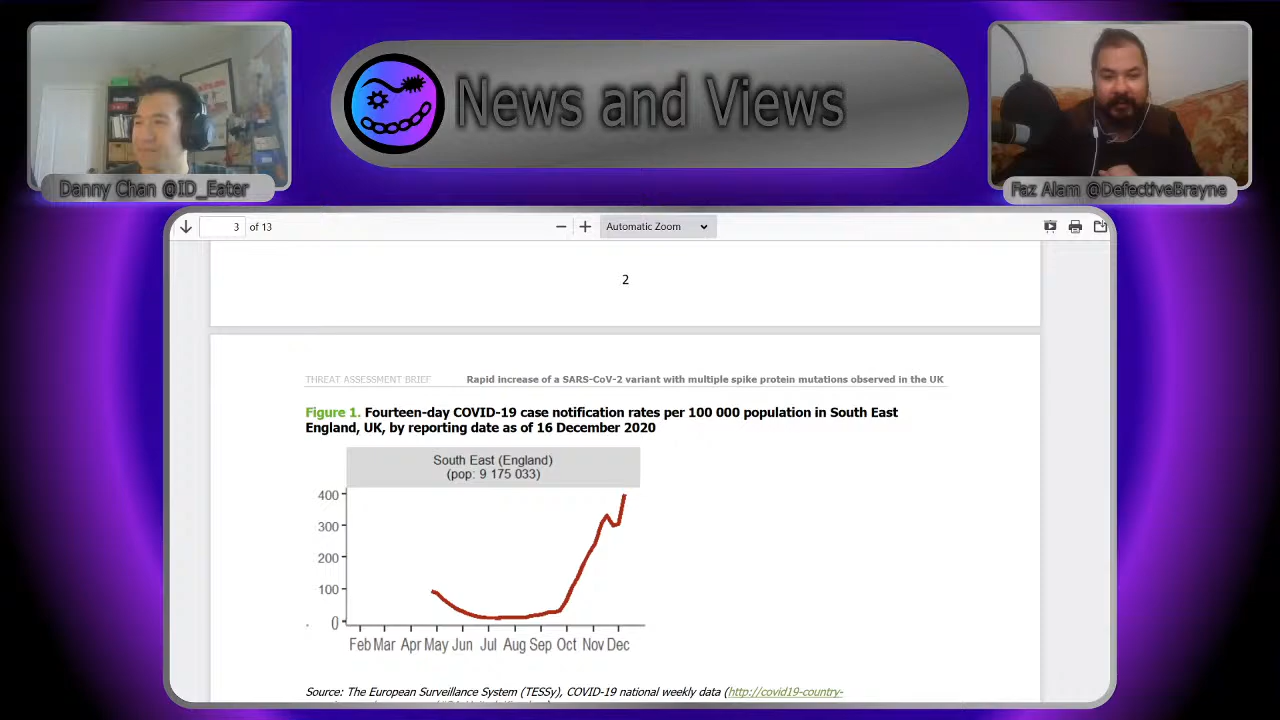 News and Views
Danny Chan @ID_Eater
Faz Alam @DefectiveBrayne
3 of 13
Automatic Zoom
2
THREAT ASSESSMENT BRIEF Rapid increase of a SARS-CoV-2 variant with multiple spike protein mutations observed in the UK
Figure 1. Fourteen-day COVID-19 case notification rates per 100 000 population in South East
England, UK, by reporting date as of 16 December 2020
South East (England)
(pop: 9 175 033)
400
300
200
100
0
Feb Mar Apr May Jun Jul Aug Sep Oct Nov Dec
Source: The European Surveillance System (TESSy), COVID-19 national weekly data (http://covid19-country-